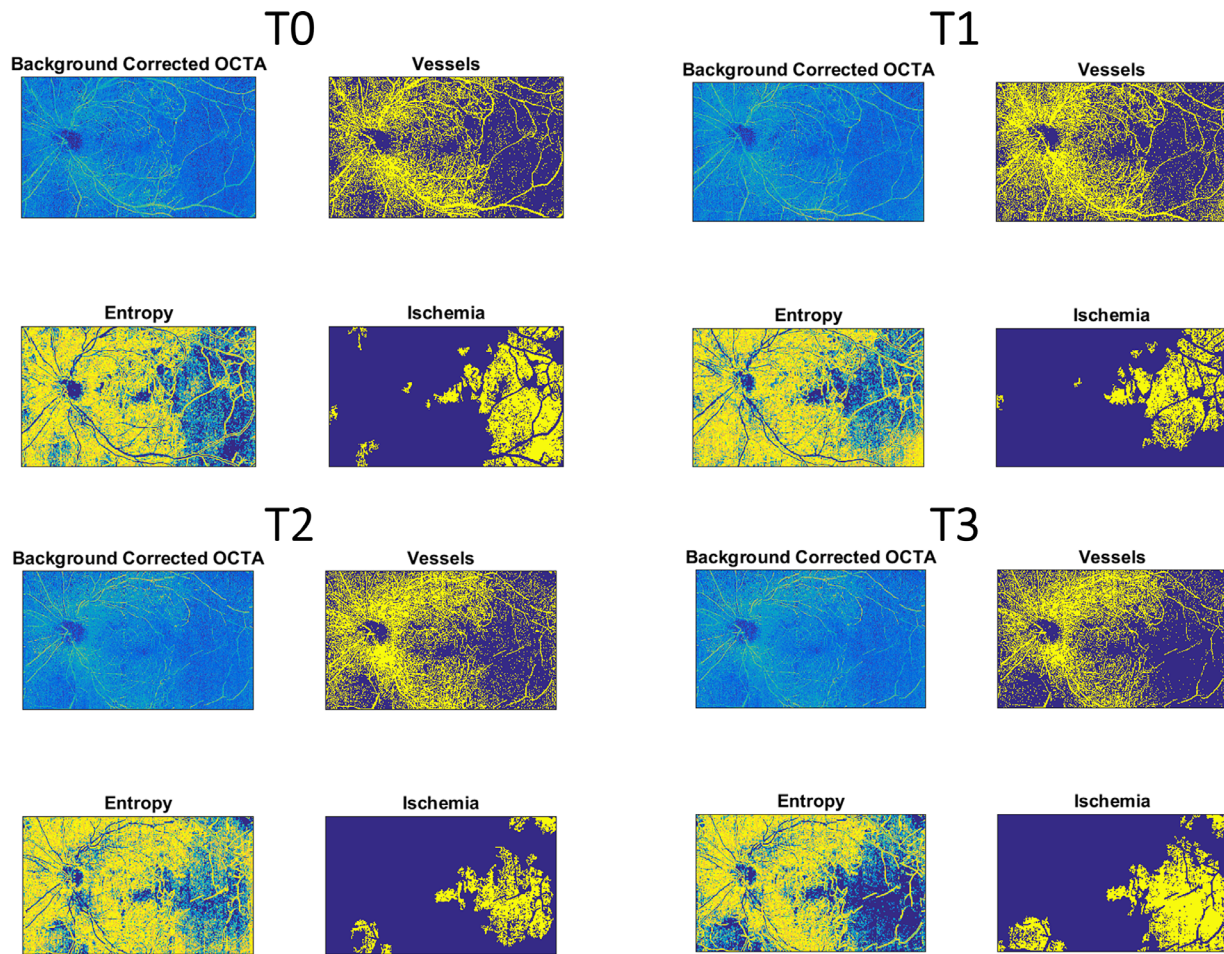 T0
T1
Background Corrected OCTA
Vessels
Background Corrected OCTA
Vessels
Entropy
Ischemia
Entropy
Ischemia
T2
T3
Background Corrected OCTA
Vessels
Background Corrected OCTA
Vessels
Entropy
Ischemia
Entropy
Ischemia